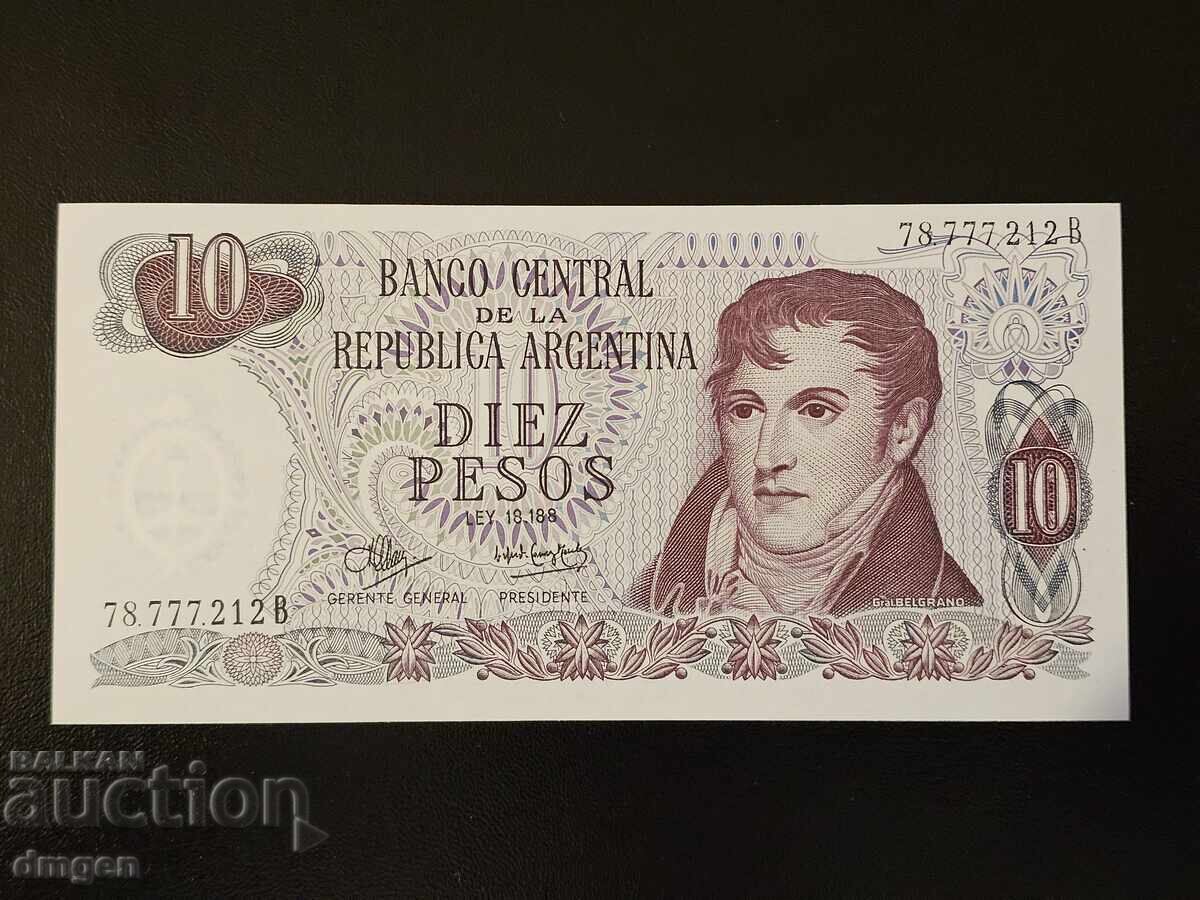 78.777.212 B
10
BANCO CENTRAL
DE LA
REPUBLICA ARGENTINA
10
DIEZ
PESOS
LEY 18.188
10
GERENTE GENERAL PRESIDENTE
Gral BELGRANO
78.777.212 B
BALKAN
auction
dmgen